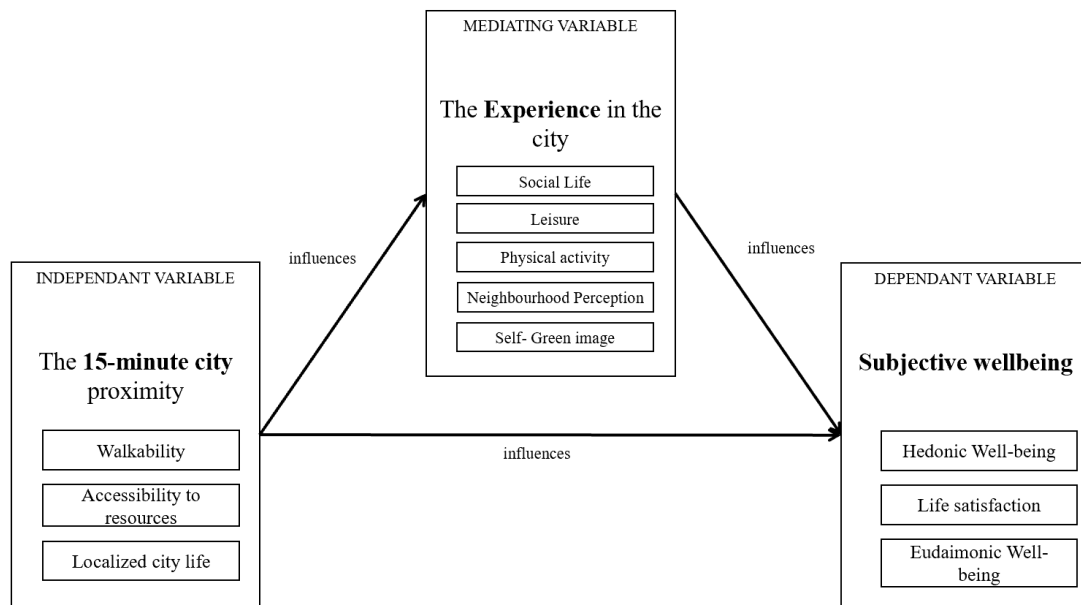 MEDIATING VARIABLE
The Experience in the
city
Social Life
Leisure
Physical activity
Neighbourhood Perception
Self- Green image
influences
influences
INDEPENDANT VARIABLE
The 15-minute city
proximity
Walkability
Accessibility to
resources
Localized city life
influences
DEPENDANT VARIABLE
Subjective wellbeing
Hedonic Well-being
Life satisfaction
Eudaimonic Well-
being